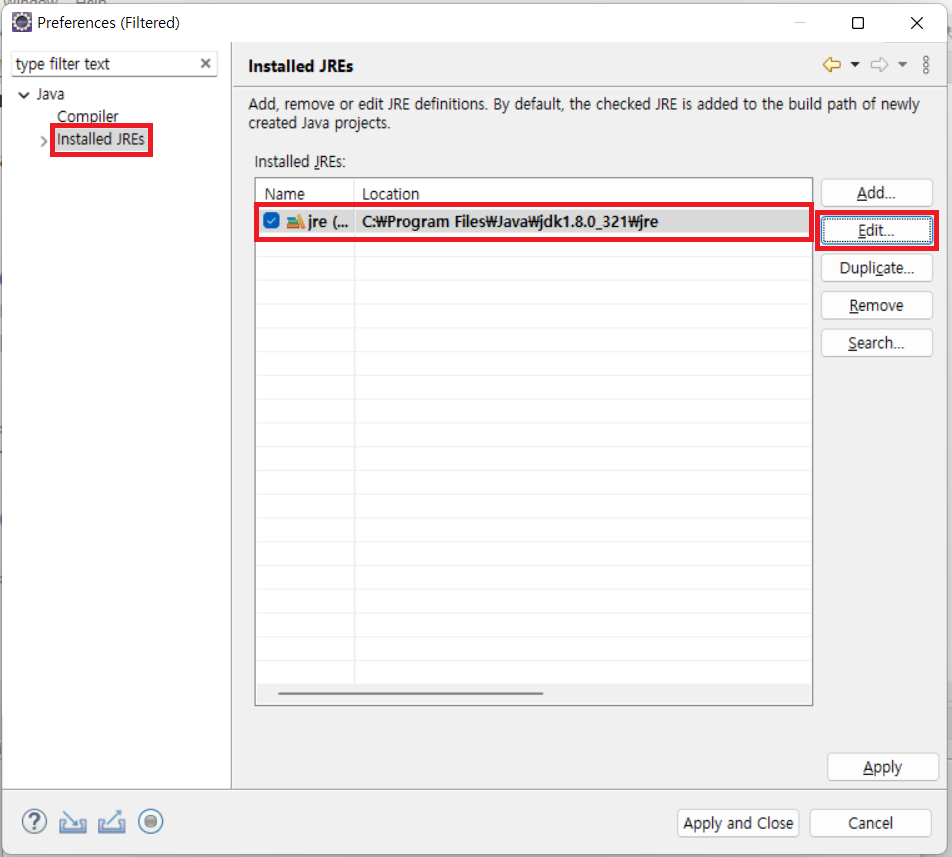 Window Help
Preferences (Filtered)
type filter text
Java
Compiler
Installed JREs
Installed JREs
Add, remove or edit JRE definitions. By default, the checked JRE is added to the build path of newly
created Java projects.
Installed JREs:
Name Location
jre (... C:₩Program Files₩Java₩jdk1.8.0_321₩jre
Add...
Edit...
Duplicate...
Remove
Search...
Apply
Apply and Close Cancel